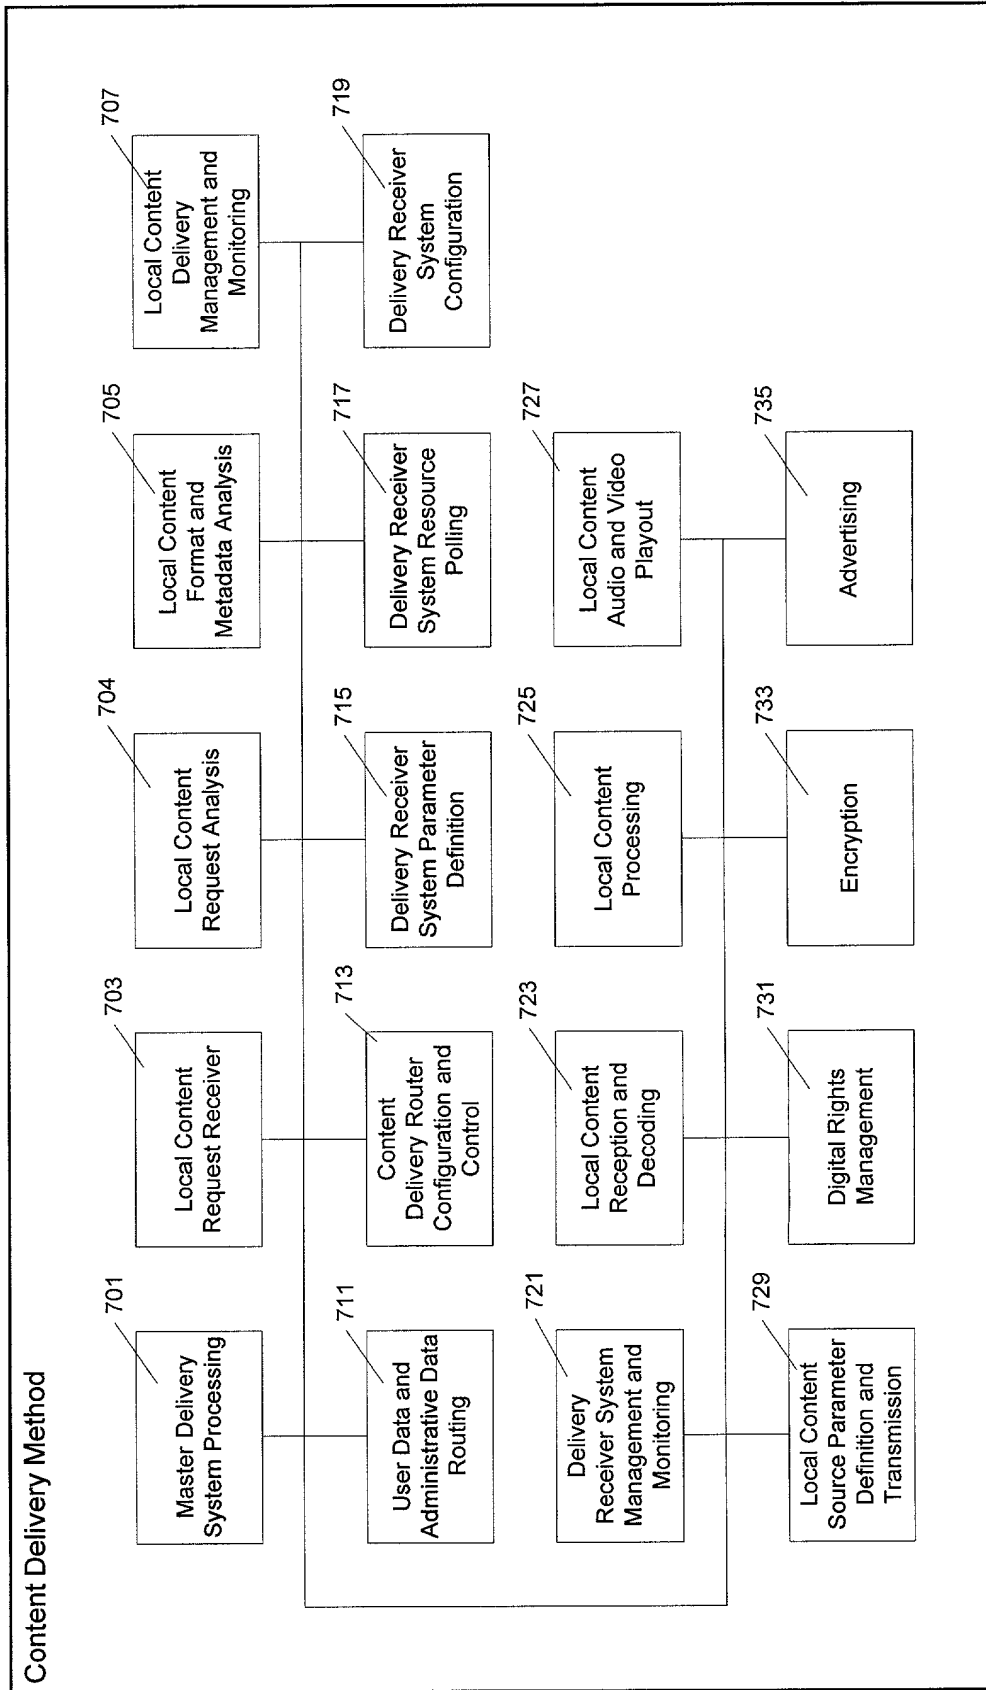 Content Delivery Method
701
Master Delivery
System Processing
703
Local Content
Request Receiver
704
Local Content
Request Analysis
705
Local Content
Format and
Metadata Analysis
707
Local Content
Delivery
Management and
Monitoring
711
User Data and
Administrative Data
Routing
713
Content
Delivery Router
Configuration and
Control
715
Delivery Receiver
System Parameter
Definition
717
Delivery Receiver
System Resource
Polling
719
Delivery Receiver
System
Configuration
721
Delivery
Receiver System
Management and
Monitoring
723
Local Content
Reception and
Decoding
725
Local Content
Processing
727
Local Content
Audio and Video
Playout
729
Local Content
Source Parameter
Definition and
Transmission
731
Digital Rights
Management
733
Encryption
735
Advertising